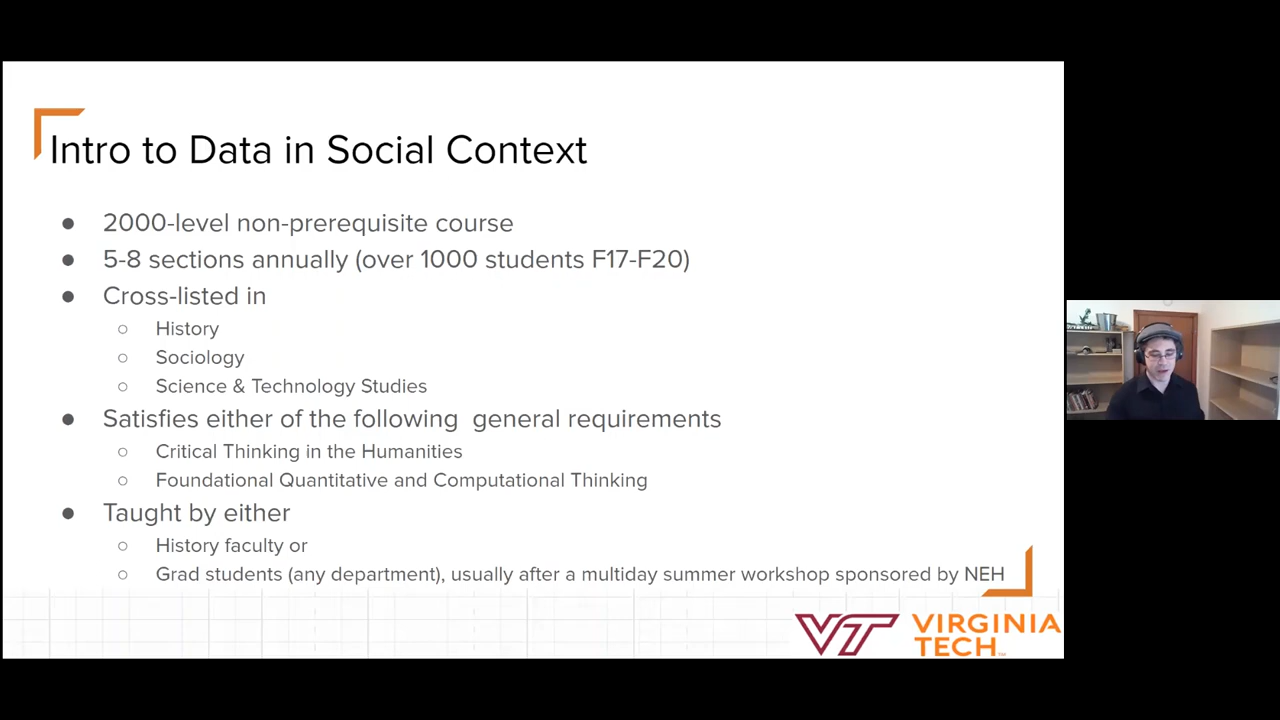 Intro to Data in Social Context
● 2000-level non-prerequisite course
● 5-8 sections annually (over 1000 students F17-F20)
● Cross-listed in
○ History
○ Sociology
○ Science & Technology Studies
● Satisfies either of the following  general requirements
○ Critical Thinking in the Humanities
○ Foundational Quantitative and Computational Thinking
● Taught by either
○ History faculty or
○ Grad students (any department), usually after a multiday summer workshop sponsored by NEH
VT VIRGINIA
TECH™